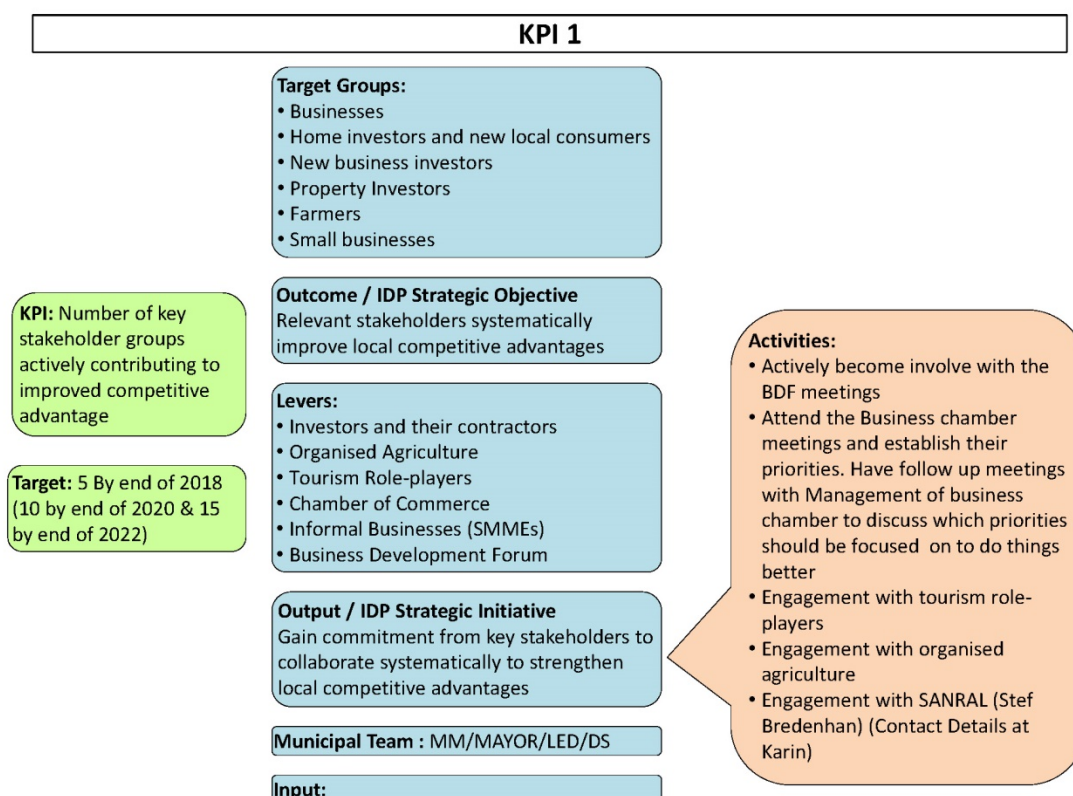 KPI 1
Target Groups:
• Businesses
• Home investors and new local consumers
• New business investors
• Property Investors
• Farmers
• Small businesses
Outcome / IDP Strategic Objective
Relevant stakeholders systematically
improve local competitive advantages
KPI: Number of key
stakeholder groups
actively contributing to
improved competitive
advantage
Target: 5 By end of 2018
(10 by end of 2020 & 15
by end of 2022)
Levers:
• Investors and their contractors
• Organised Agriculture
• Tourism Role-players
• Chamber of Commerce
• Informal Businesses (SMMEs)
• Business Development Forum
Output / IDP Strategic Initiative
Gain commitment from key stakeholders to
collaborate systematically to strengthen
local competitive advantages
Activities:
• Actively become involve with the
BDF meetings
• Attend the Business chamber
meetings and establish their
priorities. Have follow up meetings
with Management of business
chamber to discuss which priorities
should be focused on to do things
better
• Engagement with tourism role-
players
• Engagement with organised
agriculture
• Engagement with SANRAL (Stef
Bredenhan) (Contact Details at
Karin)
Municipal Team : MM/MAYOR/LED/DS
Input: